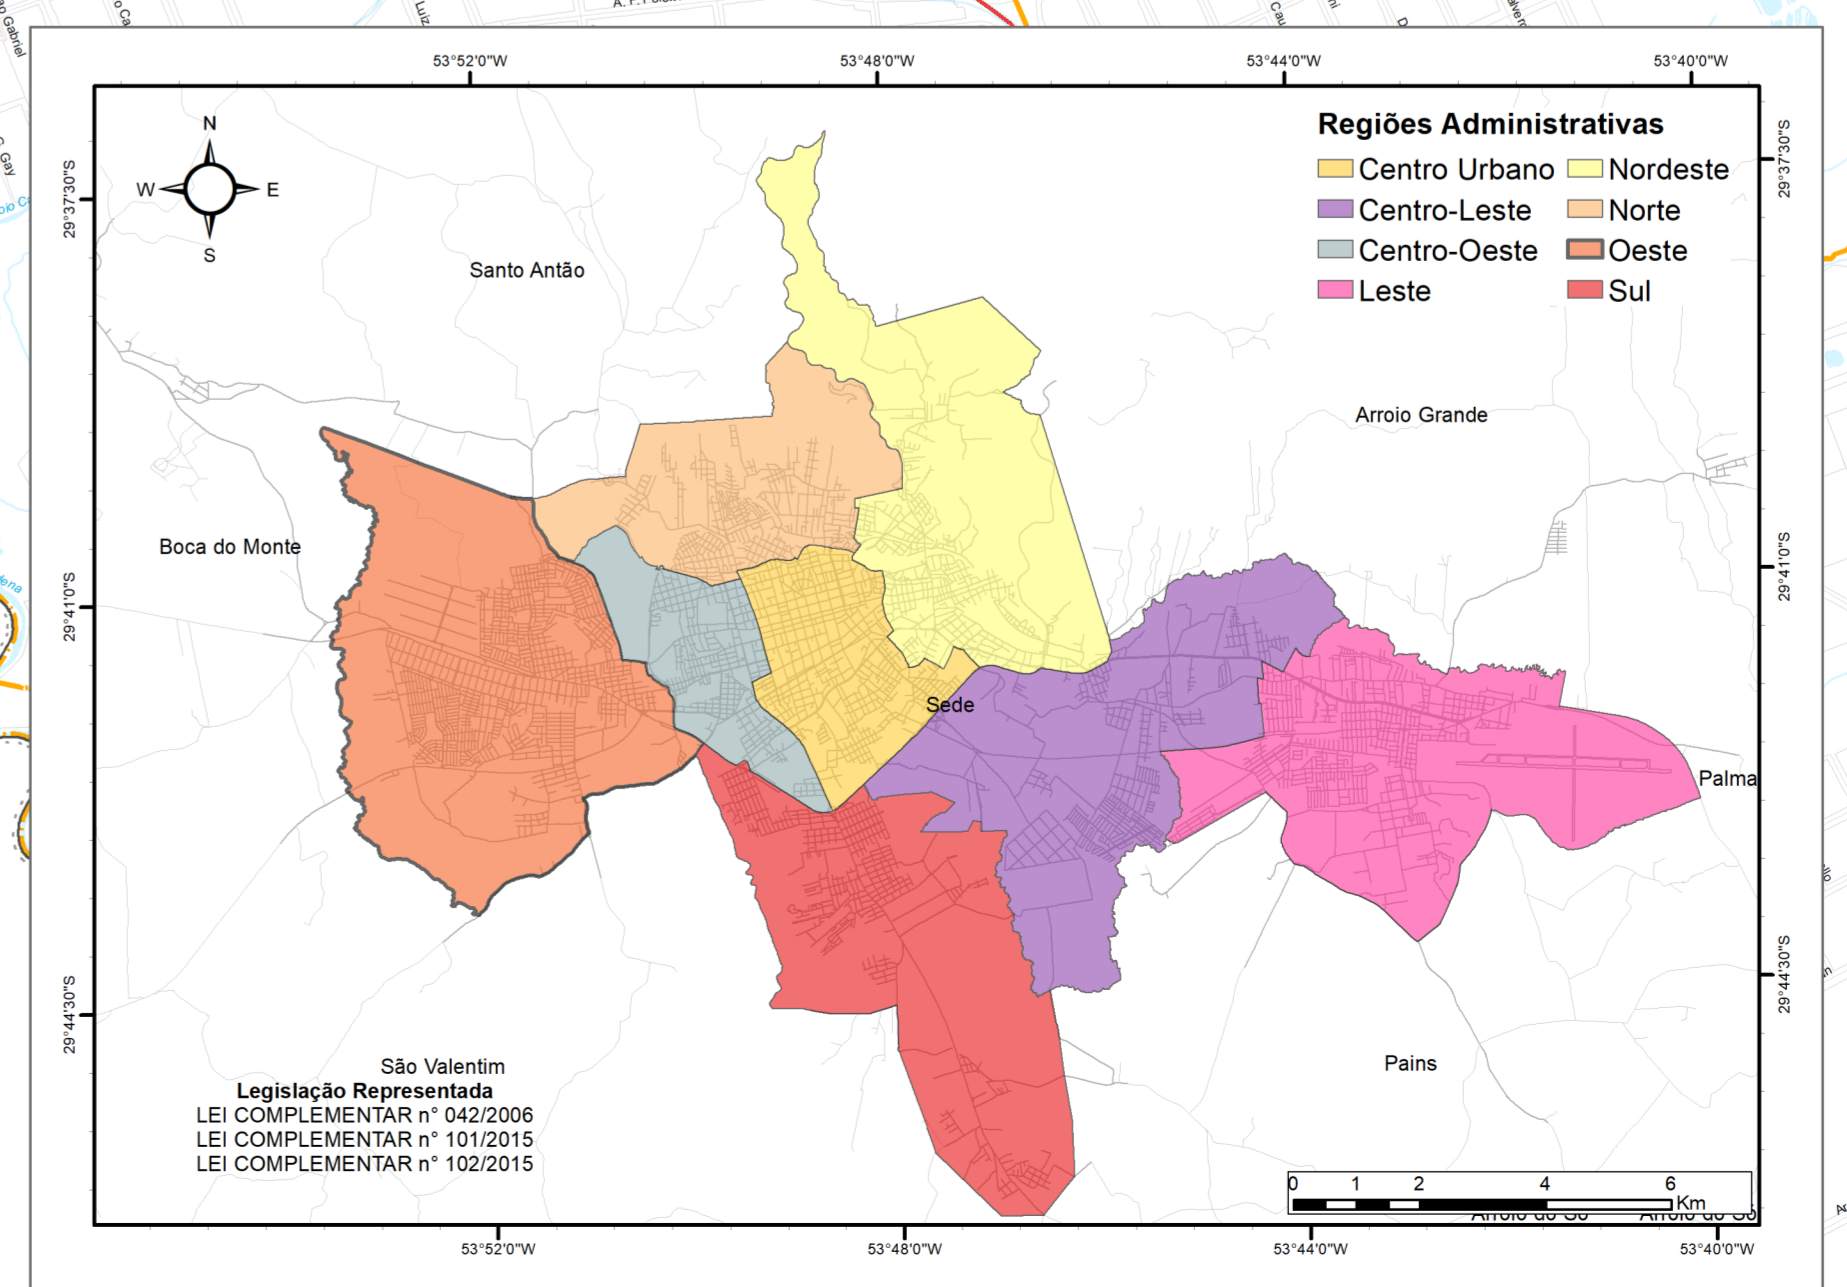 53°52'0"W 53°48'0"W 53°44'0"W 53°40'0"W
Regiões Administrativas
Centro Urbano Nordeste
Centro-Leste Norte
Centro-Oeste Oeste
Leste Sul
N
W E
S
29°37'30"S 29°37'30"S
Santo Antão
Arroio Grande
Boca do Monte
29°41'0"S 29°41'0"S
Sede
Palma
29°44'30"S 29°44'30"S
São Valentim
Pains
Legislação Representada
LEI COMPLEMENTAR n° 042/2006
LEI COMPLEMENTAR n° 101/2015
LEI COMPLEMENTAR n° 102/2015
0 1 2 4 6
Km
53°52'0"W 53°48'0"W 53°44'0"W 53°40'0"W